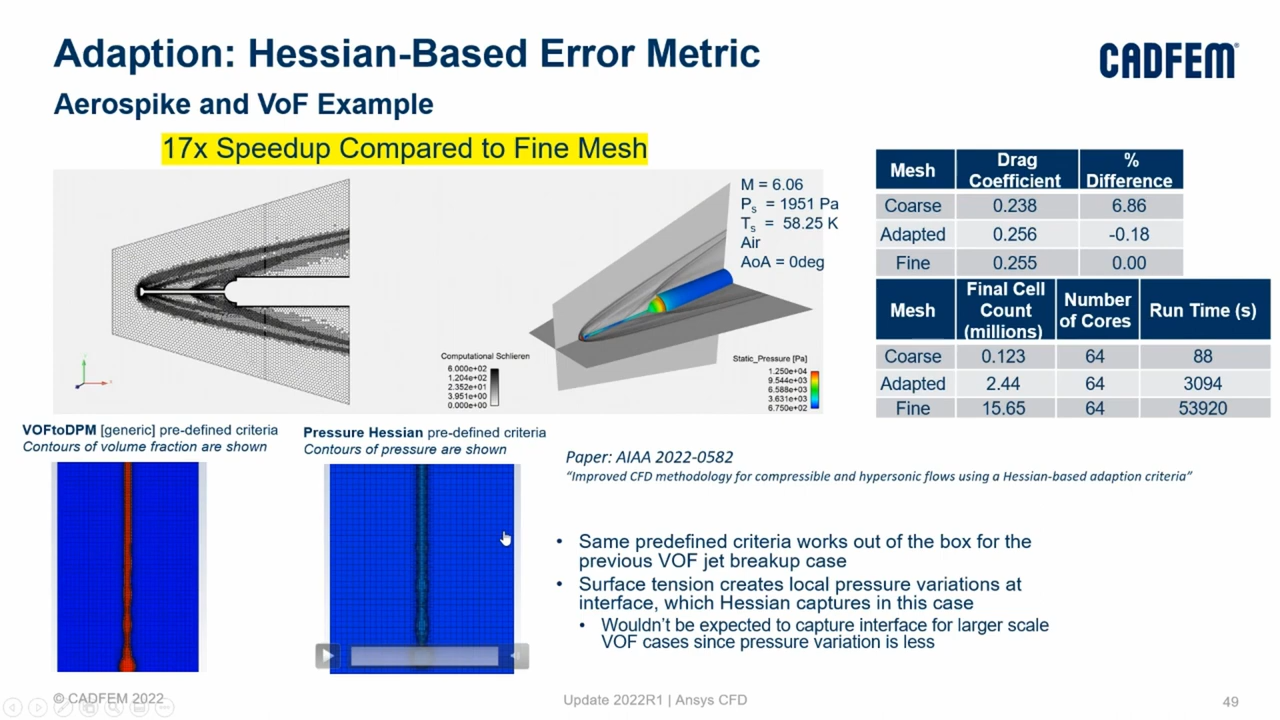 Adaption: Hessian-Based Error Metric
CADFEM
Aerospike and VoF Example
17x Speedup Compared to Fine Mesh
M = 6.06
Ps = 1951 Pa
Ts = 58.25 K
Air
AoA = 0deg
Computational Schlieren
6.000e+02
1.204e+02
2.352e+01
3.951e+00
0.000e+00
Static_Pressure [Pa]
1.250e+04
9.544e+03
6.588e+03
3.631e+03
6.750e+02
Mesh Drag Coefficient % Difference
Coarse 0.238 6.86
Adapted 0.256 -0.18
Fine 0.255 0.00
Mesh Final Cell Count (millions) Number of Cores Run Time (s)
Coarse 0.123 64 88
Adapted 2.44 64 3094
Fine 15.65 64 53920
VOFtoDPM [generic] pre-defined criteria
Contours of volume fraction are shown
Pressure Hessian pre-defined criteria
Contours of pressure are shown
Paper: AIAA 2022-0582
“Improved CFD methodology for compressible and hypersonic flows using a Hessian-based adaption criteria”
• Same predefined criteria works out of the box for the
previous VOF jet breakup case
• Surface tension creates local pressure variations at
interface, which Hessian captures in this case
• Wouldn’t be expected to capture interface for larger scale
VOF cases since pressure variation is less
© CADFEM 2022
Update 2022R1 | Ansys CFD
49